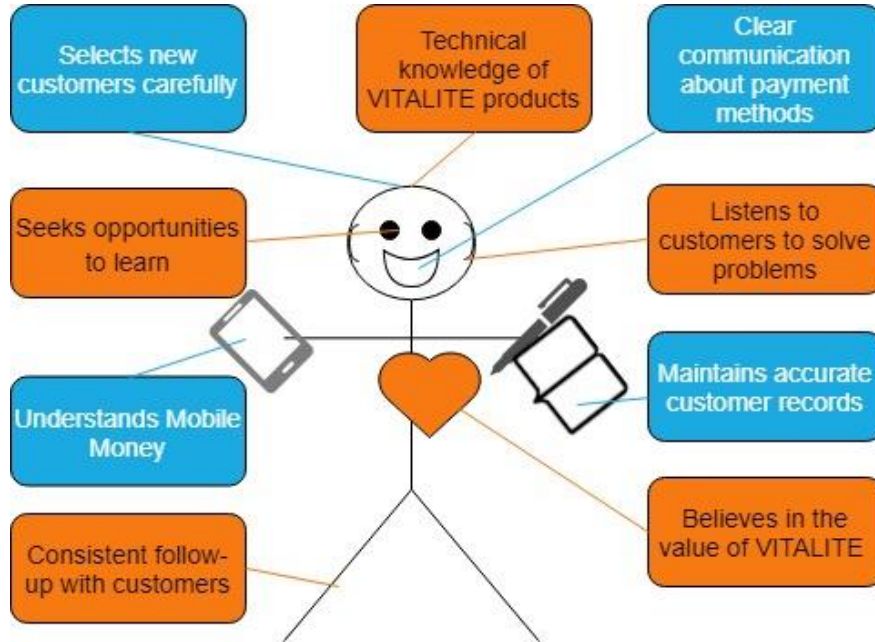 Selects new
customers carefully
Technical
knowledge of
VITALITE products
Clear
communication
about payment
methods
Seeks opportunities
to learn
Listens to
customers to solve
problems
Understands Mobile
Money
Maintains accurate
customer records
Consistent follow-
up with customers
Believes in the
value of VITALITE